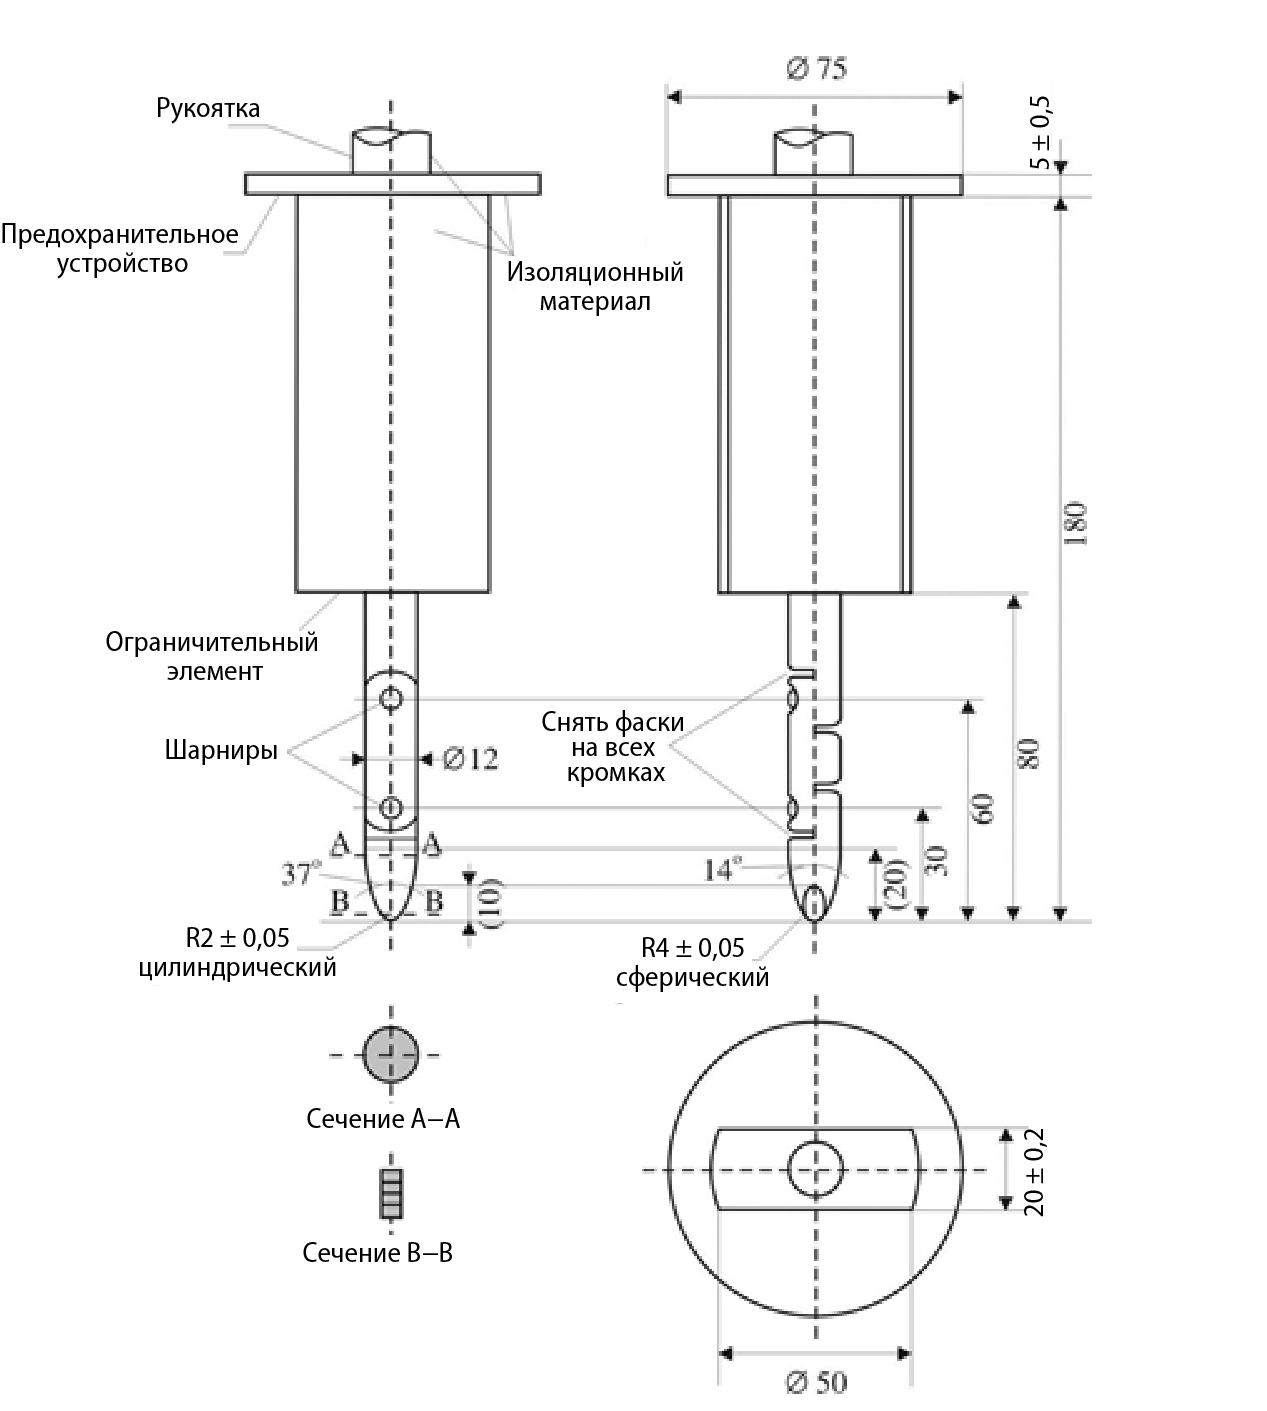 Ø 75
Рукоятка
5 ± 0,5
Предохранительное
устройство
Изоляционный
материал
180
Ограничительный
элемент
Шарниры
Ø 12
Снять фаски
на всех
кромках
80
60
30
(20)
A A
37°
14°
B B
(10)
R2 ± 0,05
цилиндрический
R4 ± 0,05
сферический
Сечение А–А
Сечение В–В
20 ± 0,2
Ø 50